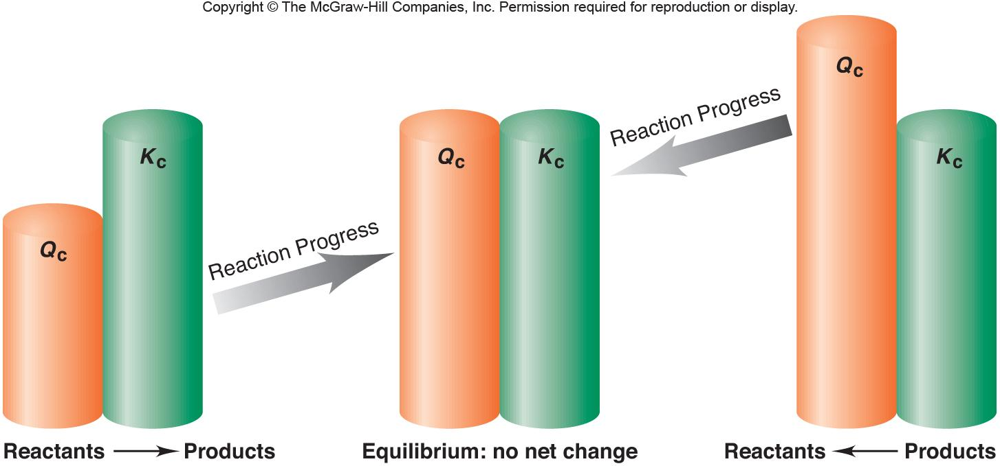 Copyright © The McGraw-Hill Companies, Inc. Permission required for reproduction or display.
Qc
Kc
Reaction Progress
Qc
Kc
Reaction Progress
Qc
Kc
Reactants → Products
Equilibrium: no net change
Reactants ← Products